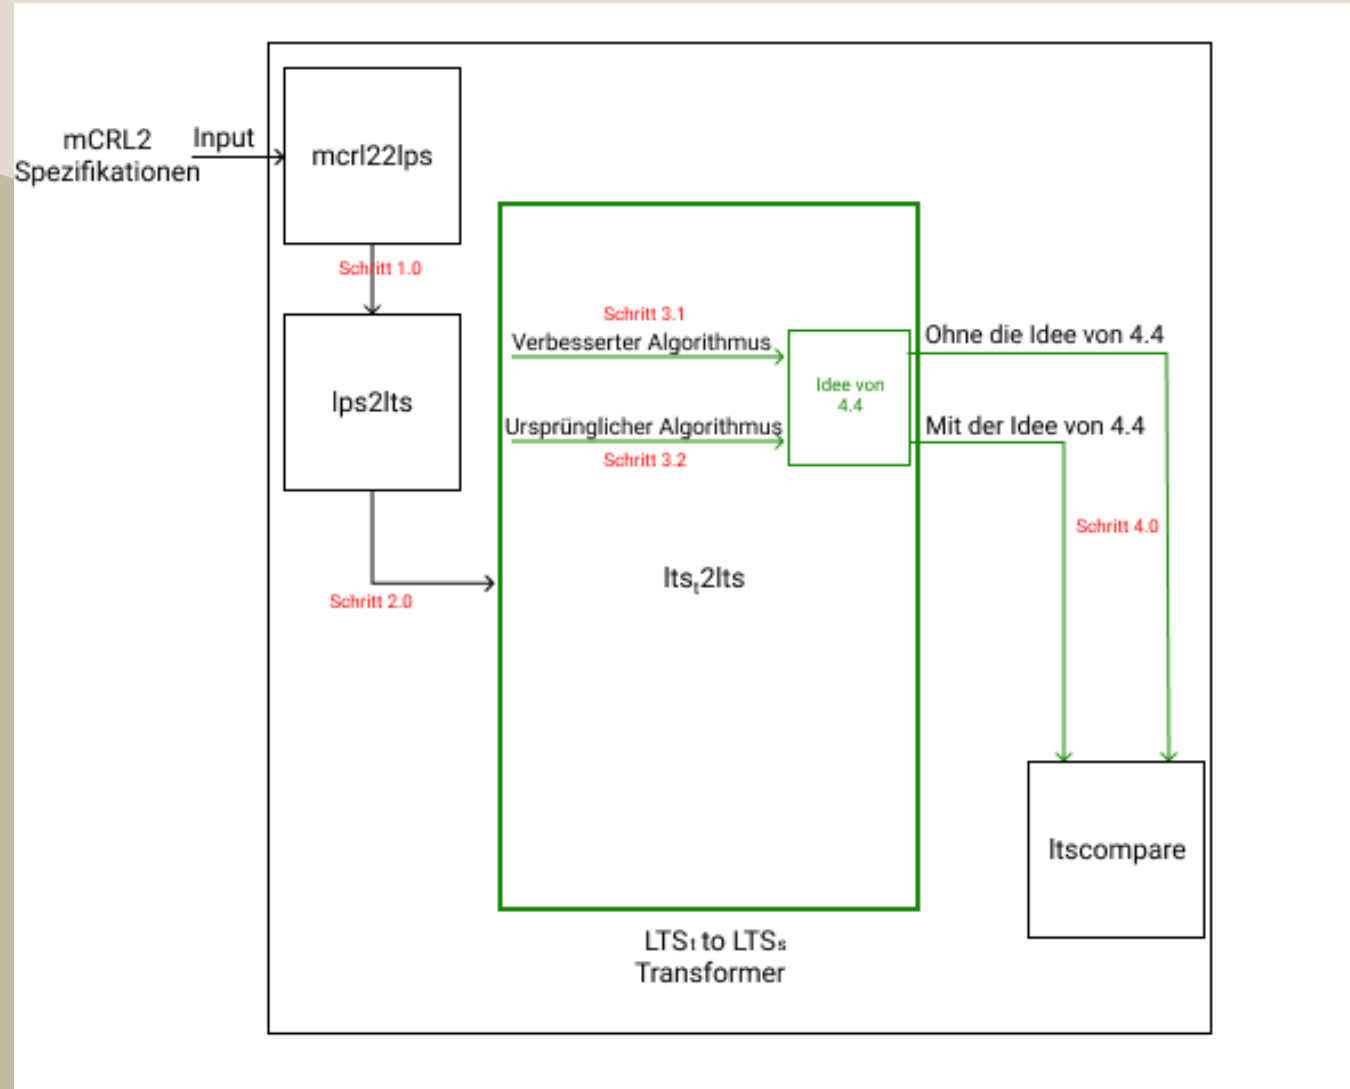 mCRL2
Spezifikationen
Input
mcrl22lps
Schritt 1.0
lps2lts
Schritt 2.0
Schritt 3.1
Verbesserter Algorithmus
Ursprünglicher Algorithmus
Schritt 3.2
Idee von
4.4
ltsₜ2lts
Ohne die Idee von 4.4
Mit der Idee von 4.4
Schritt 4.0
ltscompare
LTSₜ to LTSₛ
Transformer